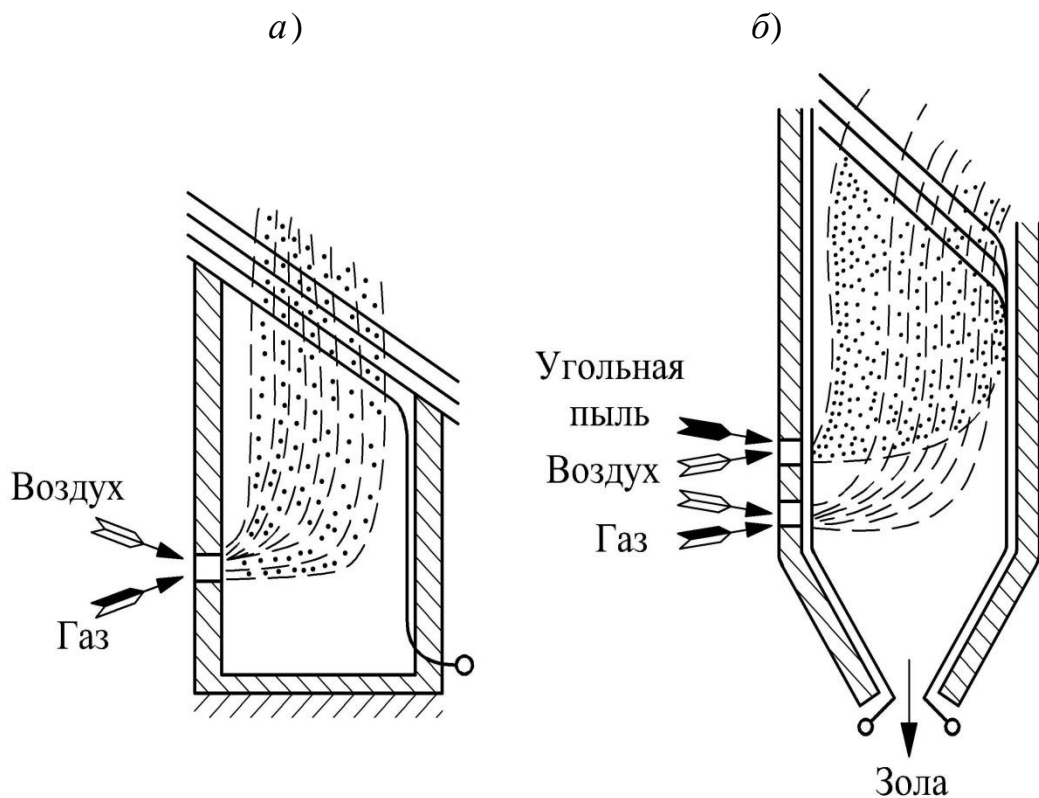 а)
б)
Воздух
Газ
Угольная
пыль
Воздух
Газ
Зола